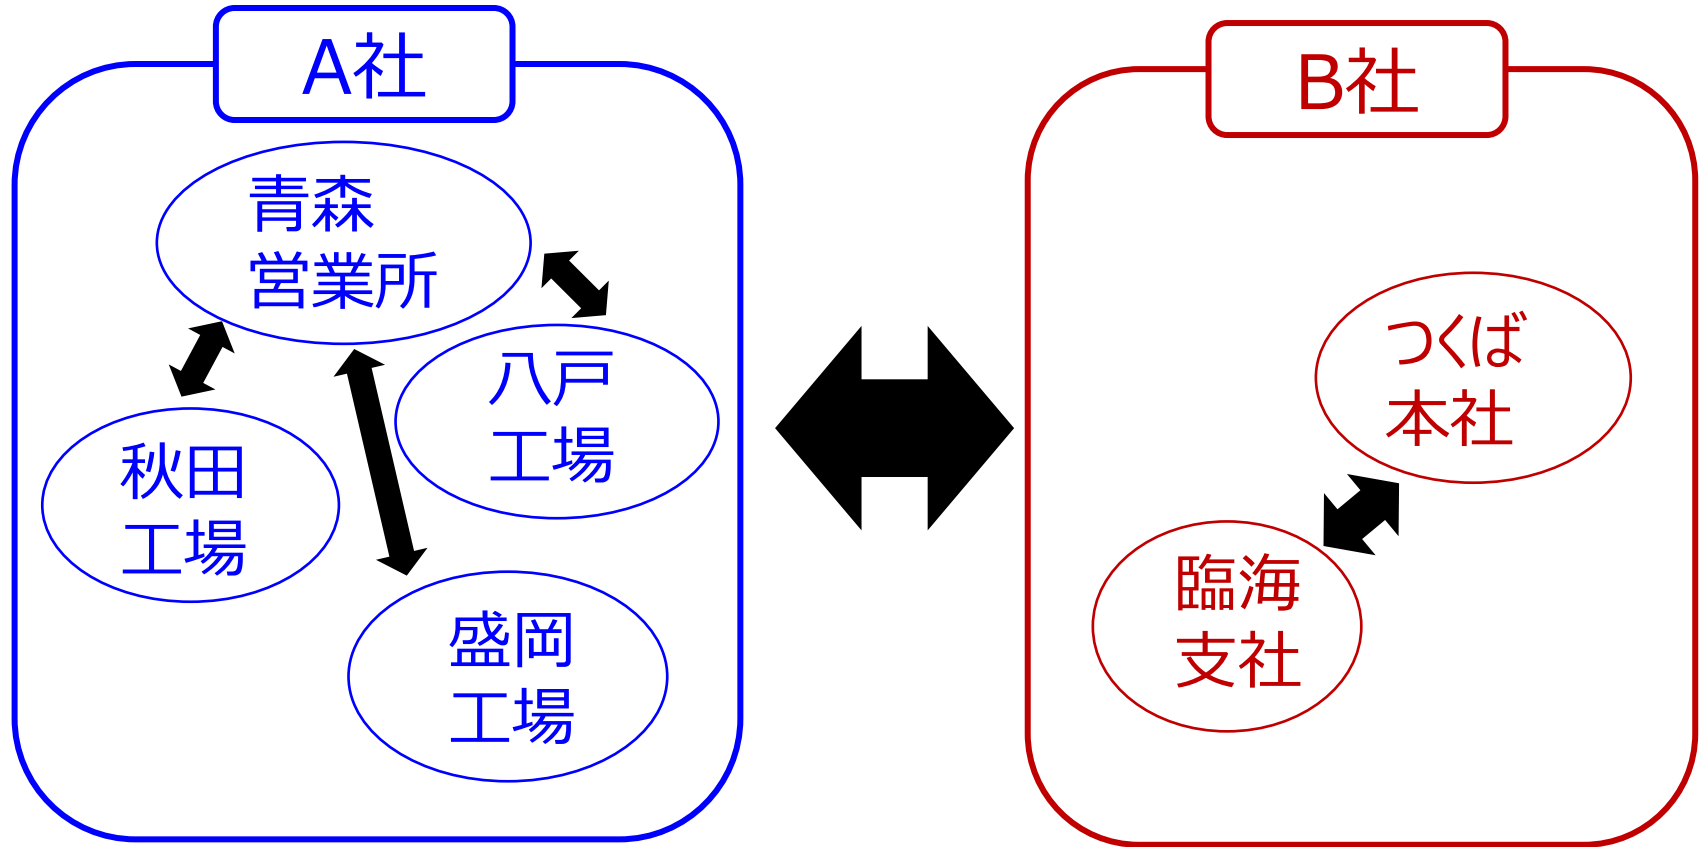 A社
青森
営業所
八戸
工場
秋田
工場
盛岡
工場
B社
つくば
本社
臨海
支社